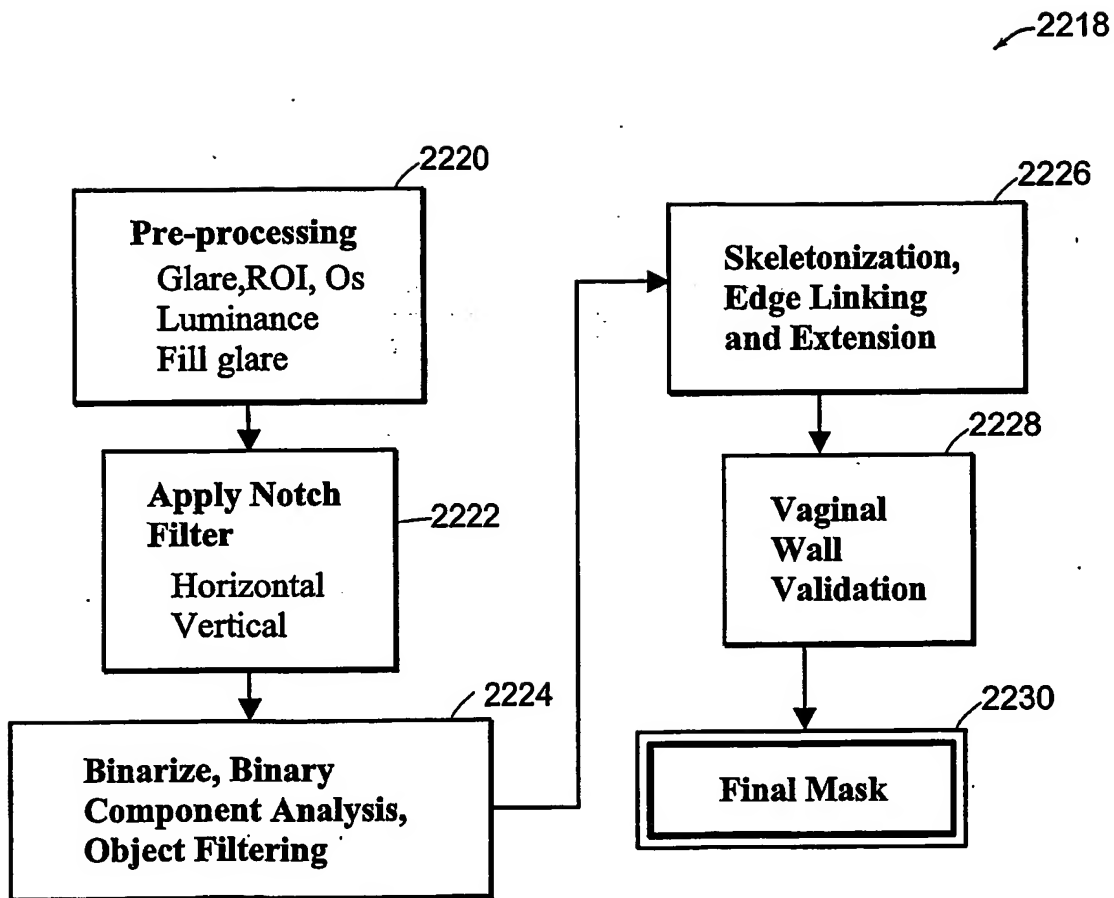 2218
2220
Pre-processing
Glare,ROI, Os
Luminance
Fill glare
Apply Notch
Filter
Horizontal
Vertical
2222
2224
Binarize, Binary
Component Analysis,
Object Filtering
2226
Skeletonization,
Edge Linking
and Extension
2228
Vaginal
Wall
Validation
2230
Final Mask